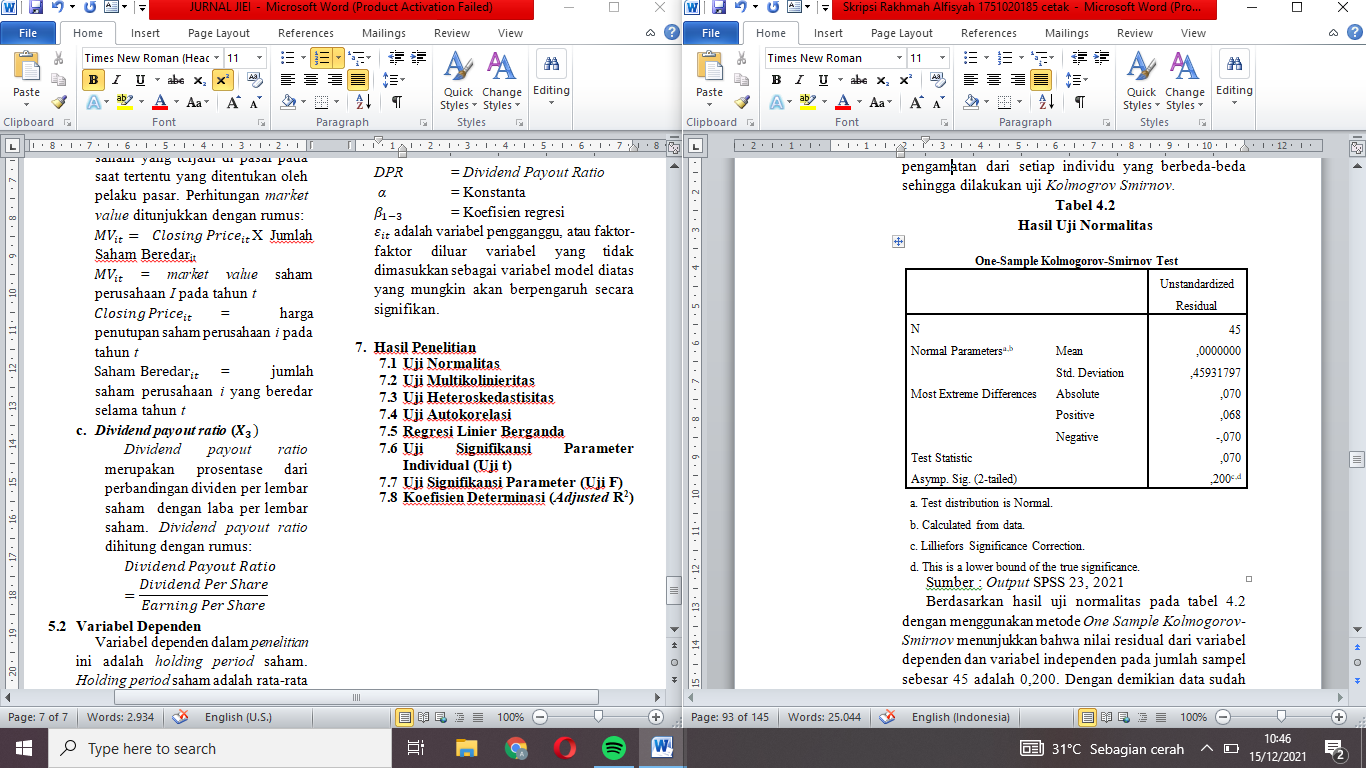 JURNAL JIEI - Microsoft Word (Product Activation Failed)
File Home Insert Page Layout References Mailings Review View
Times New Roman (Head 11
Paste
Quick Styles
Change Styles
Editing
Clipboard Font Paragraph Styles
saham yang terjadi di pasar pada
saat tertentu yang ditentukan oleh
pelaku pasar. Perhitungan market
value ditunjukkan dengan rumus:
MVit = Closing PriceitX Jumlah
Saham Beredarit
MVit = market value saham
perusahaan I pada tahun t
Closing Priceit = harga
penutupan saham perusahaan i pada
tahun t
Saham Beredarit = jumlah
saham perusahaan i yang beredar
selama tahun t
c. Dividend payout ratio (X3)
Dividend payout ratio
merupakan prosentase dari
perbandingan dividen per lembar
saham dengan laba per lembar
saham. Dividend payout ratio
dihitung dengan rumus:
Dividend Payout Ratio
= Dividend Per Share
Earning Per Share
5.2 Variabel Dependen
Variabel dependen dalam penelitian
ini adalah holding period saham.
Holding period saham adalah rata-rata
DPR = Dividend Payout Ratio
α = Konstanta
β1−3 = Koefisien regresi
εit adalah variabel pengganggu, atau faktor-
faktor diluar variabel yang tidak
dimasukkan sebagai variabel model diatas
yang mungkin akan berpengaruh secara
signifikan.
7. Hasil Penelitian
7.1 Uji Normalitas
7.2 Uji Multikolinieritas
7.3 Uji Heteroskedastisitas
7.4 Uji Autokorelasi
7.5 Regresi Linier Berganda
7.6 Uji Signifikansi Parameter
Individual (Uji t)
7.7 Uji Signifikansi Parameter (Uji F)
7.8 Koefisien Determinasi (Adjusted R2)
Page: 7 of 7 Words: 2.934 English (U.S.) 100%
Skripsi Rakhmah Alfisyah 1751020185 cetak - Microsoft Word (Pro...
File Home Insert Page Layout References Mailings Review View
Times New Roman 11
Paste
Quick Styles
Change Styles
Editing
Clipboard Font Paragraph Styles
pengamatan dari setiap individu yang berbeda-beda
sehingga dilakukan uji Kolmogrov Smirnov.
Tabel 4.2
Hasil Uji Normalitas
One-Sample Kolmogorov-Smirnov Test
Unstandardized
Residual
N 45
Normal Parametersa,b Mean ,0000000
Std. Deviation ,45931797
Most Extreme Differences Absolute ,070
Positive ,068
Negative -,070
Test Statistic ,070
Asymp. Sig. (2-tailed) ,200c,d
a. Test distribution is Normal.
b. Calculated from data.
c. Lilliefors Significance Correction.
d. This is a lower bound of the true significance.
Sumber : Output SPSS 23, 2021
Berdasarkan hasil uji normalitas pada tabel 4.2
dengan menggunakan metode One Sample Kolmogorov-
Smirnov menunjukkan bahwa nilai residual dari variabel
dependen dan variabel independen pada jumlah sampel
sebesar 45 adalah 0,200. Dengan demikian data sudah
Page: 93 of 145 Words: 25.044 English (Indonesia) 100%
Type here to search
31°C Sebagian cerah
10:46
15/12/2021
2